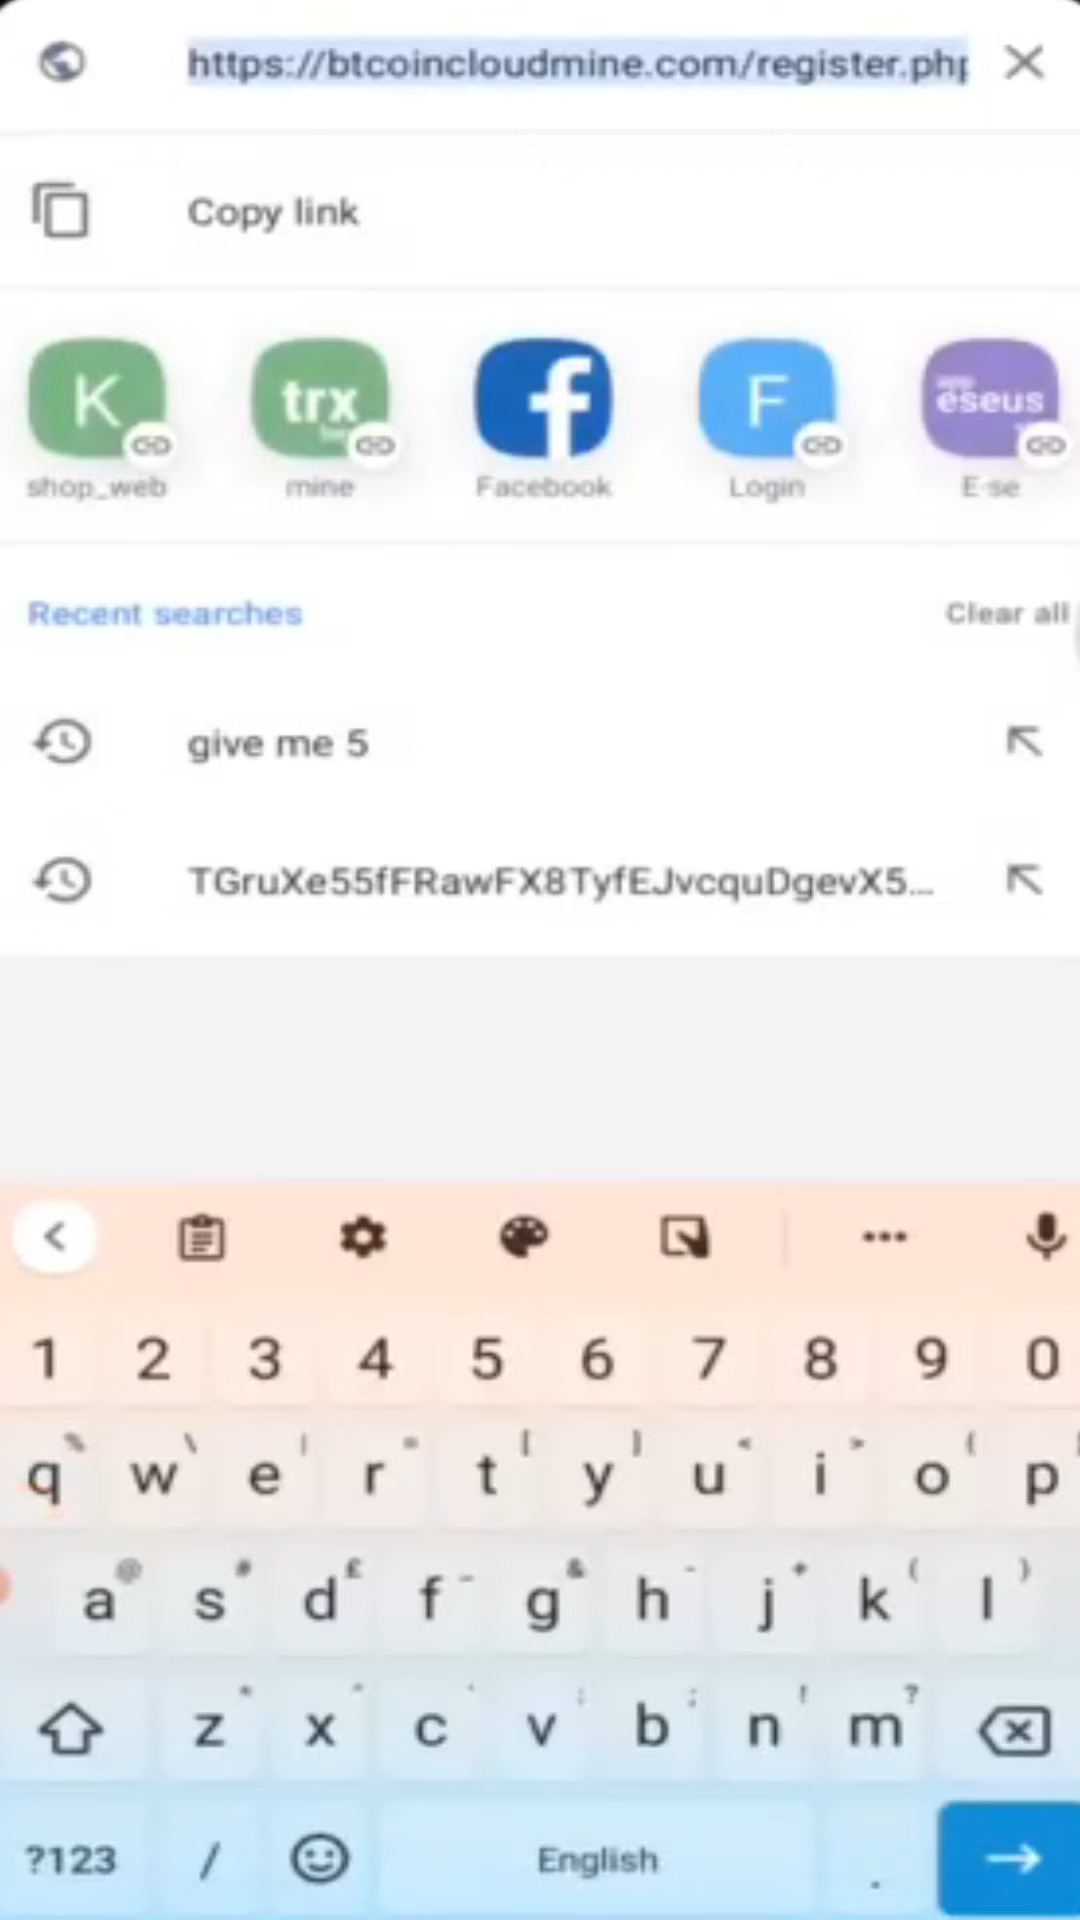 https://btcoincloudmine.com/register.php
Copy link
K
trx
f
F
eseus
shop_web
mine
Facebook
Login
E-se
Recent searches
Clear all
give me 5
TGruXe55fFRawFX8TyfEJvcquDgevX5...
1 2 3 4 5 6 7 8 9 0
q w e r t y u i o p
a s d f g h j k l
z x c v b n m
?123 / English .